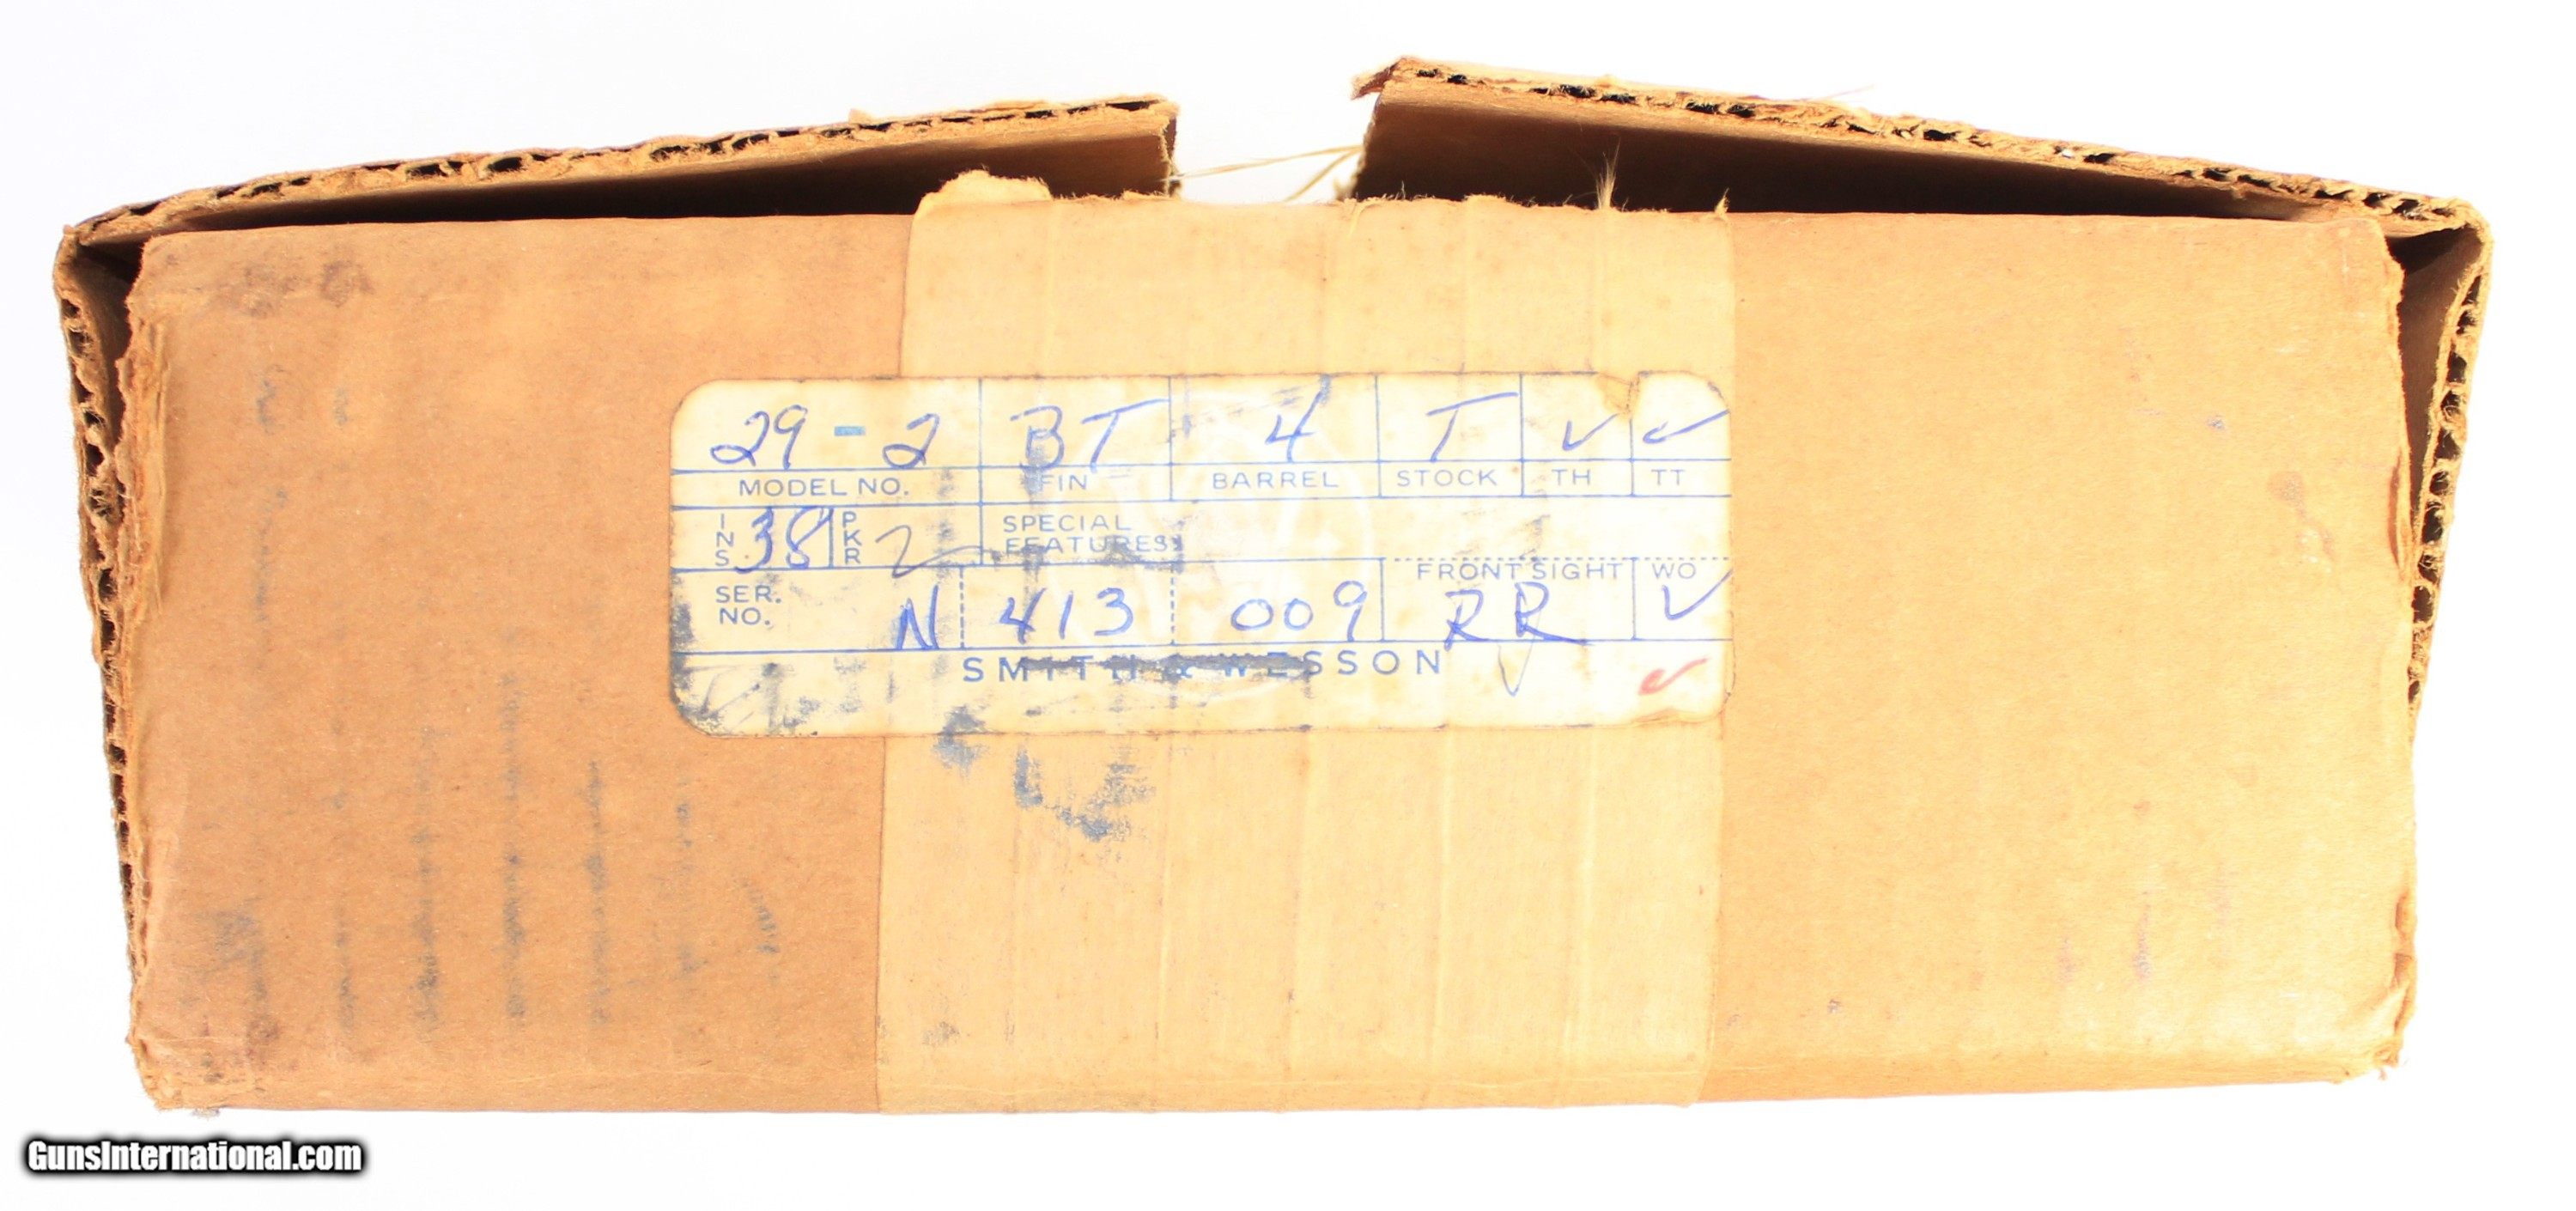 29-2 BT 4 T ✓ ✓
MODEL NO. FIN BARREL STOCK TH TT
INS 38 PKR 2 SPECIAL
FEATURES
FRONT SIGHT WO
SER.
NO. N 413 009 RR ✓
SMITH & WESSON
GunsInternational.com